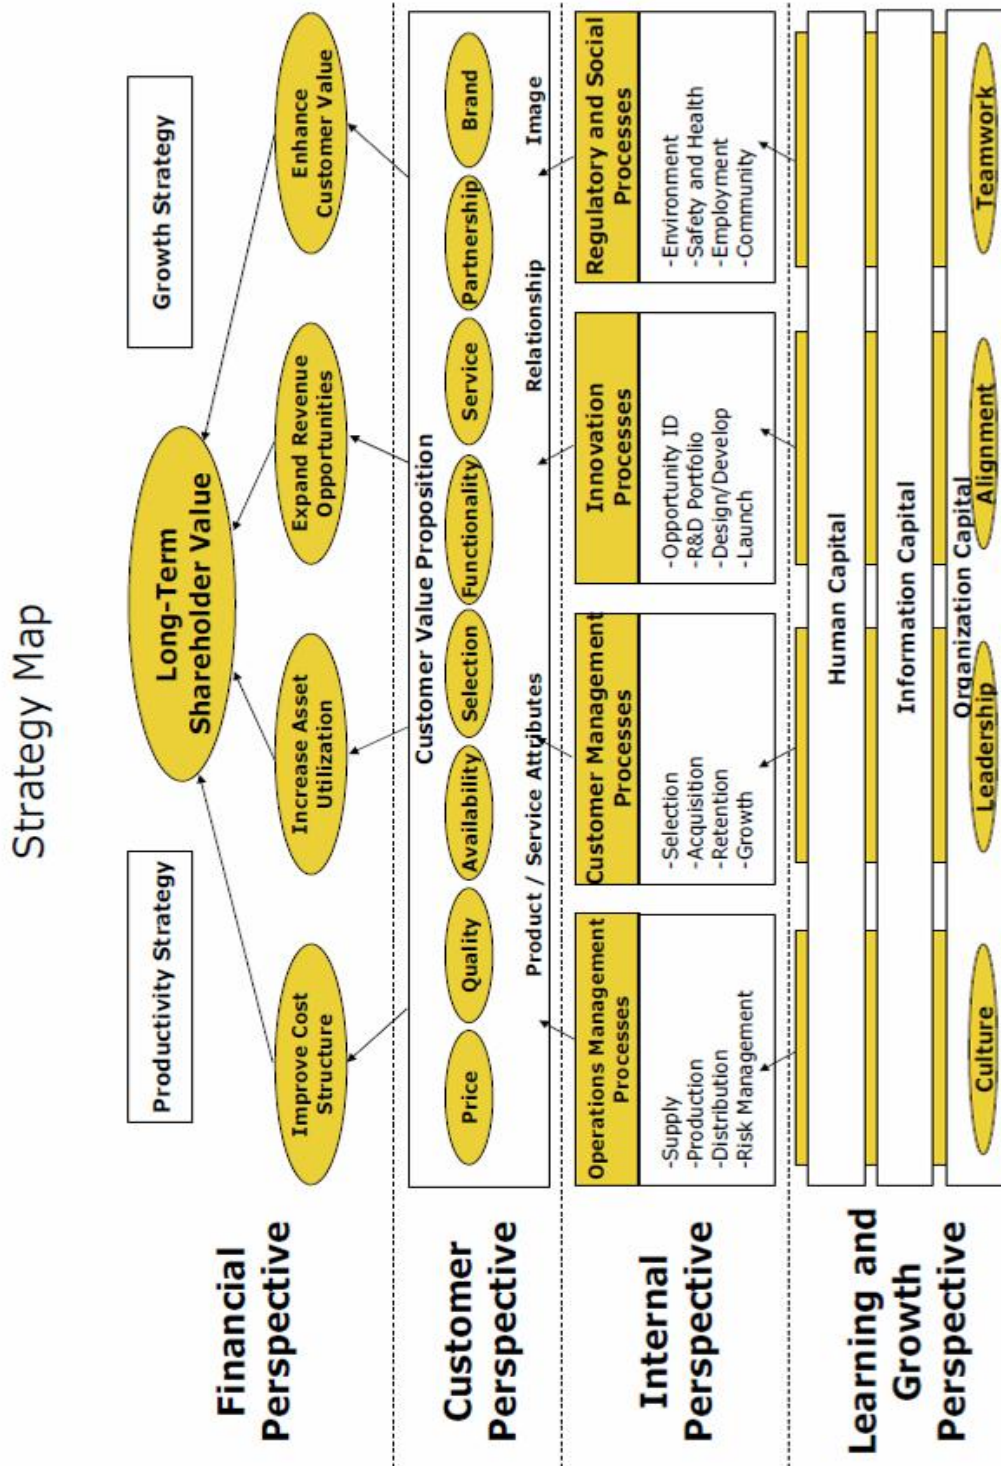 Strategy Map
Financial
Perspective
Productivity Strategy
Growth Strategy
Long-Term
Shareholder Value
Improve Cost
Structure
Increase Asset
Utilization
Expand Revenue
Opportunities
Enhance
Customer Value
Customer
Perspective
Customer Value Proposition
Price
Quality
Availability
Selection
Functionality
Service
Partnership
Brand
Product / Service Attributes
Relationship
Image
Internal
Perspective
Operations Management
Processes
-Supply
-Production
-Distribution
-Risk Management
Customer Management
Processes
-Selection
-Acquisition
-Retention
-Growth
Innovation
Processes
-Opportunity ID
-R&D Portfolio
-Design/Develop
-Launch
Regulatory and Social
Processes
-Environment
-Safety and Health
-Employment
-Community
Learning and
Growth
Perspective
Human Capital
Information Capital
Organization Capital
Culture
Leadership
Alignment
Teamwork